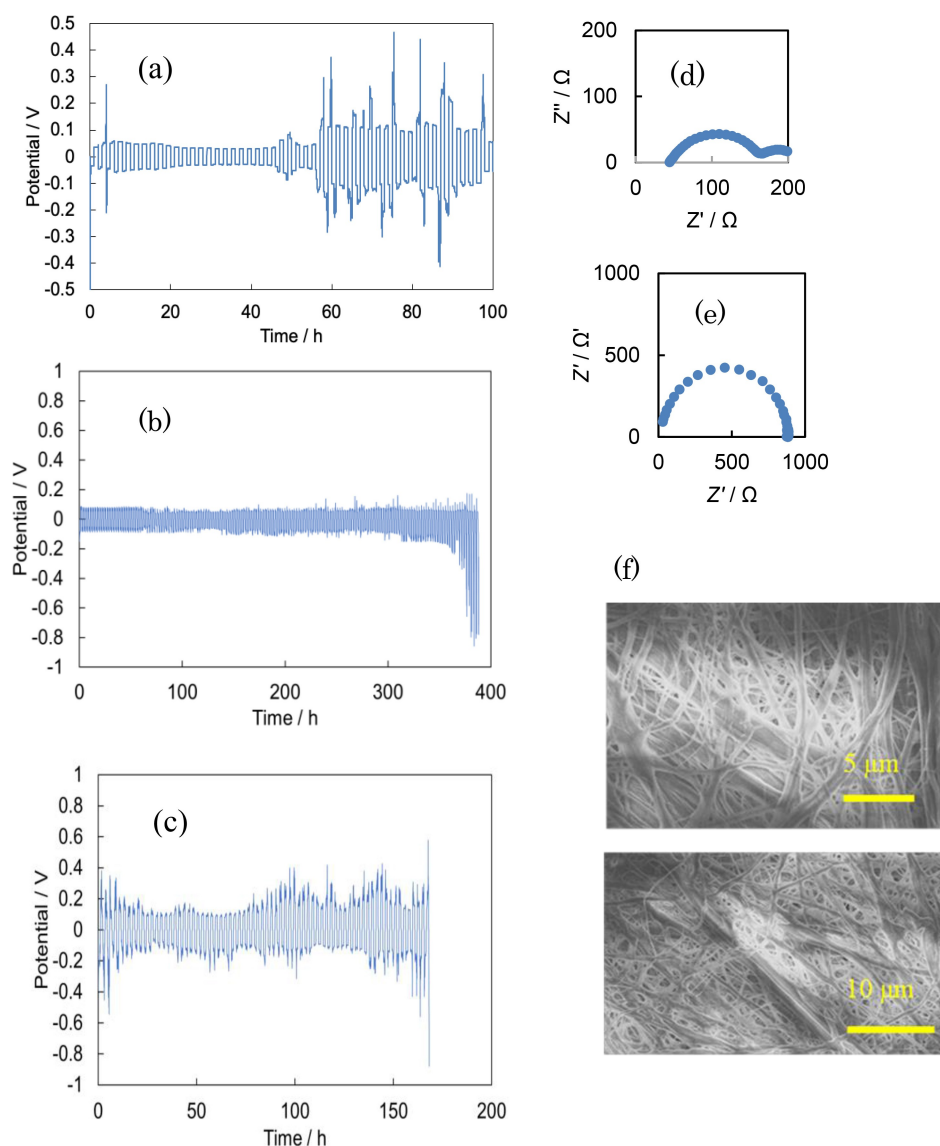 (a)
Potential / V
0.5
0.4
0.3
0.2
0.1
0
-0.1
-0.2
-0.3
-0.4
-0.5
0 20 40 60 80 100
Time / h
(b)
Potential / V
1
0.8
0.6
0.4
0.2
0
-0.2
-0.4
-0.6
-0.8
-1
0 100 200 300 400
Time / h
(c)
Potential / V
1
0.8
0.6
0.4
0.2
0
-0.2
-0.4
-0.6
-0.8
-1
0 50 100 150 200
Time / h
(d)
Z'' / Ω
200
100
0
0 100 200
Z' / Ω
(e)
Z' / Ω'
1000
500
0
0 500 1000
Z' / Ω
(f)
5 μm
10 μm